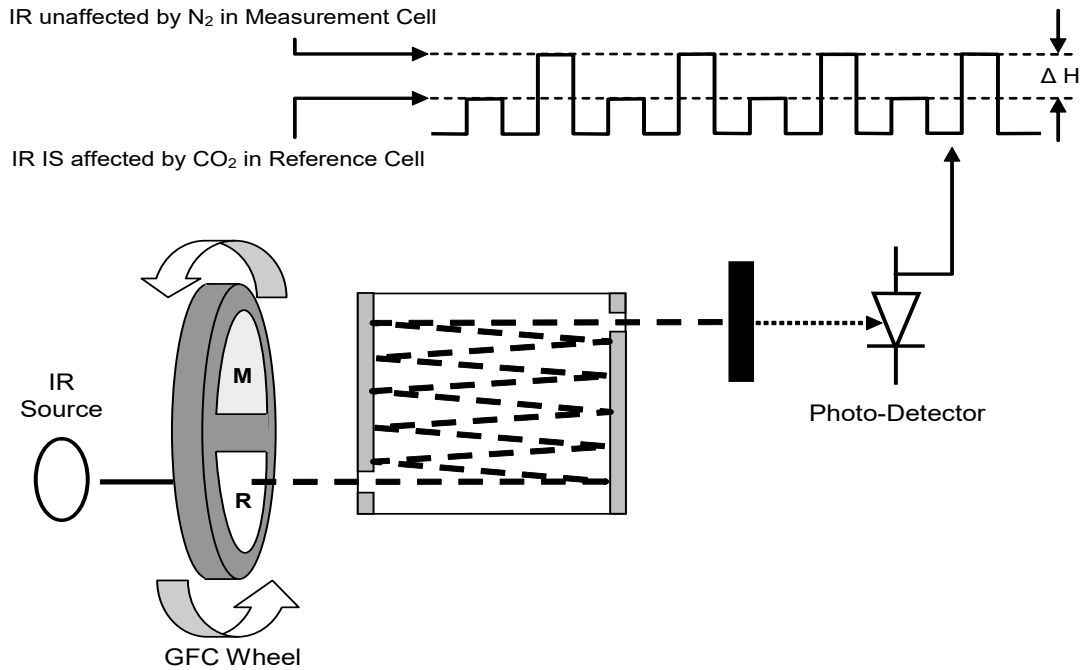 IR unaffected by N₂ in Measurement Cell
Δ H
IR IS affected by CO₂ in Reference Cell
IR
Source
M
R
Photo-Detector
GFC Wheel